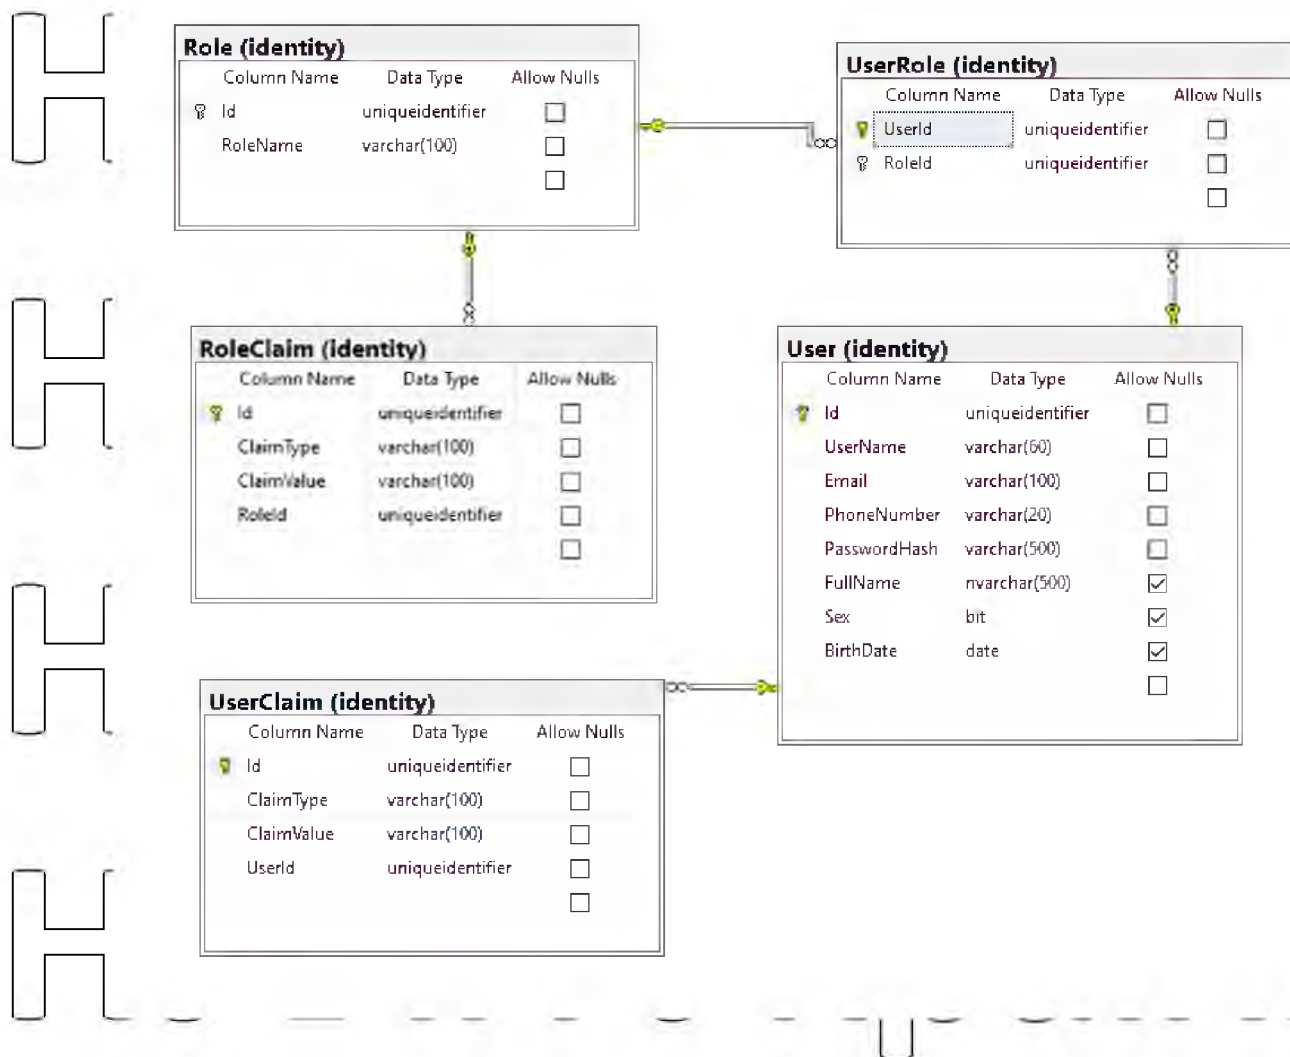 Role (identity)
Column Name Data Type Allow Nulls
Id uniqueidentifier
RoleName varchar(100)
UserRole (identity)
Column Name Data Type Allow Nulls
UserId uniqueidentifier
RoleId uniqueidentifier
RoleClaim (identity)
Column Name Data Type Allow Nulls
Id uniqueidentifier
ClaimType varchar(100)
ClaimValue varchar(100)
RoleId uniqueidentifier
User (identity)
Column Name Data Type Allow Nulls
Id uniqueidentifier
UserName varchar(60)
Email varchar(100)
PhoneNumber varchar(20)
PasswordHash varchar(500)
FullName nvarchar(500)
Sex bit
BirthDate date
UserClaim (identity)
Column Name Data Type Allow Nulls
Id uniqueidentifier
ClaimType varchar(100)
ClaimValue varchar(100)
UserId uniqueidentifier